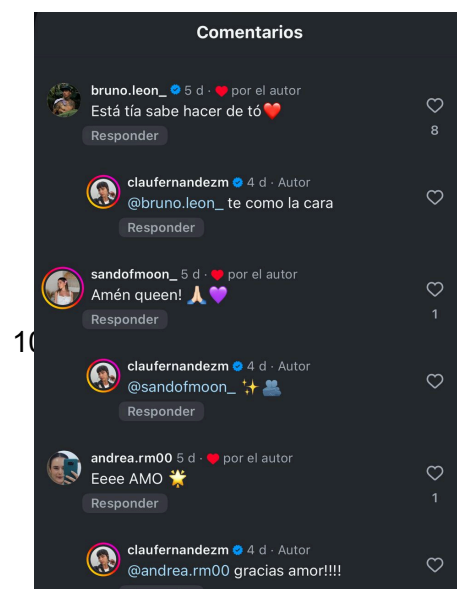 Comentarios
bruno.leon_ 5 d · ❤️ por el autor
Está tía sabe hacer de tó❤️
Responder
8
claufernandezm 4 d · Autor
@bruno.leon_ te como la cara
Responder
sandofmoon_ 5 d · ❤️ por el autor
Amén queen! 🙏🏻💜
Responder
1
10
claufernandezm 4 d · Autor
@sandofmoon_ ✨🫂
Responder
andrea.rm00 5 d · ❤️ por el autor
Eeee AMO 🌟
Responder
1
claufernandezm 4 d · Autor
@andrea.rm00 gracias amor!!!!